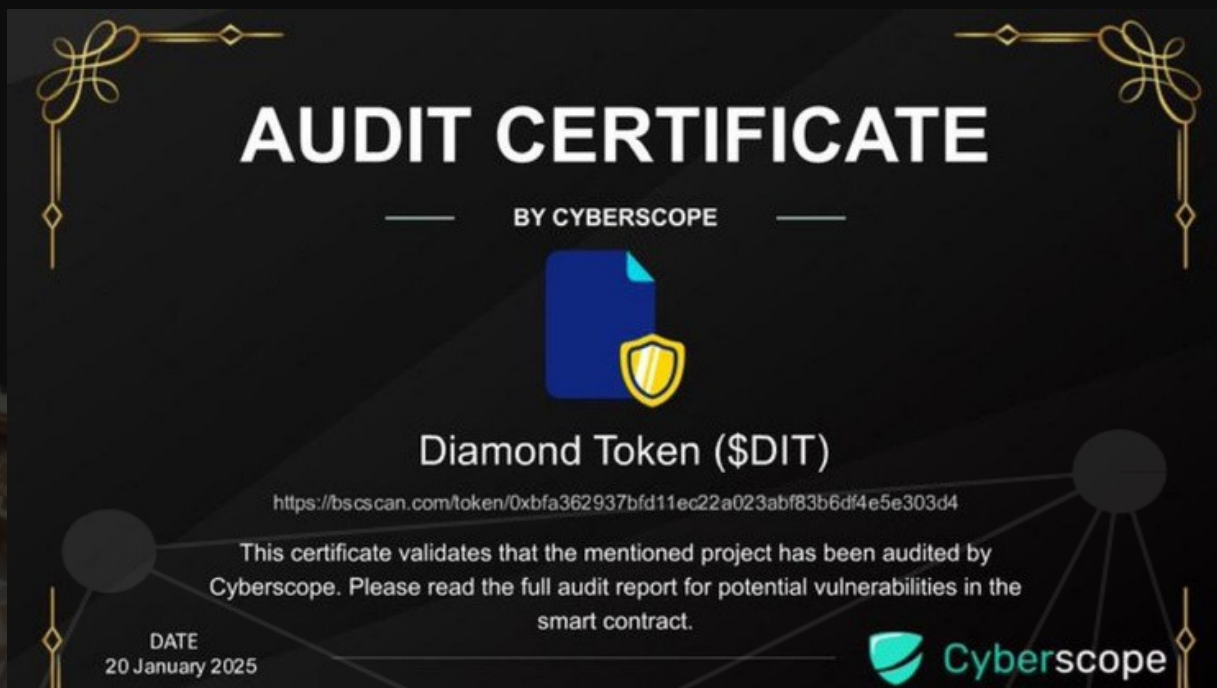 AUDIT CERTIFICATE
BY CYBERSCOPE
Diamond Token ($DIT)
https://bscscan.com/token/0xbfa362937bfd11ec22a023abf83b6df4e5e303d4
This certificate validates that the mentioned project has been audited by
Cyberscope. Please read the full audit report for potential vulnerabilities in the
smart contract.
DATE
20 January 2025
Cyberscope